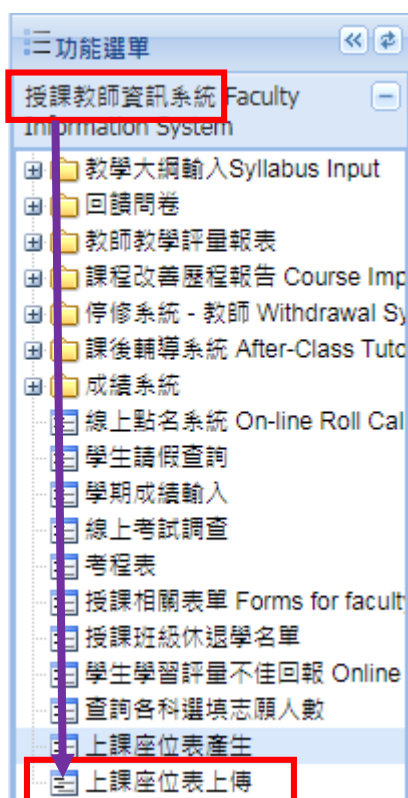 功能選單
授課教師資訊系統 Faculty
Information System
教學大綱輸入Syllabus Input
回饋問卷
教師教學評量報表
課程改善歷程報告 Course Imp
停修系統 - 教師 Withdrawal Sy
課後輔導系統 After-Class Tuto
成績系統
線上點名系統 On-line Roll Cal
學生請假查詢
學期成績輸入
線上考試調查
考程表
授課相關表單 Forms for facult
授課班級休退學名單
學生學習評量不佳回報 Online
查詢各科選填志願人數
上課座位表產生
上課座位表上傳